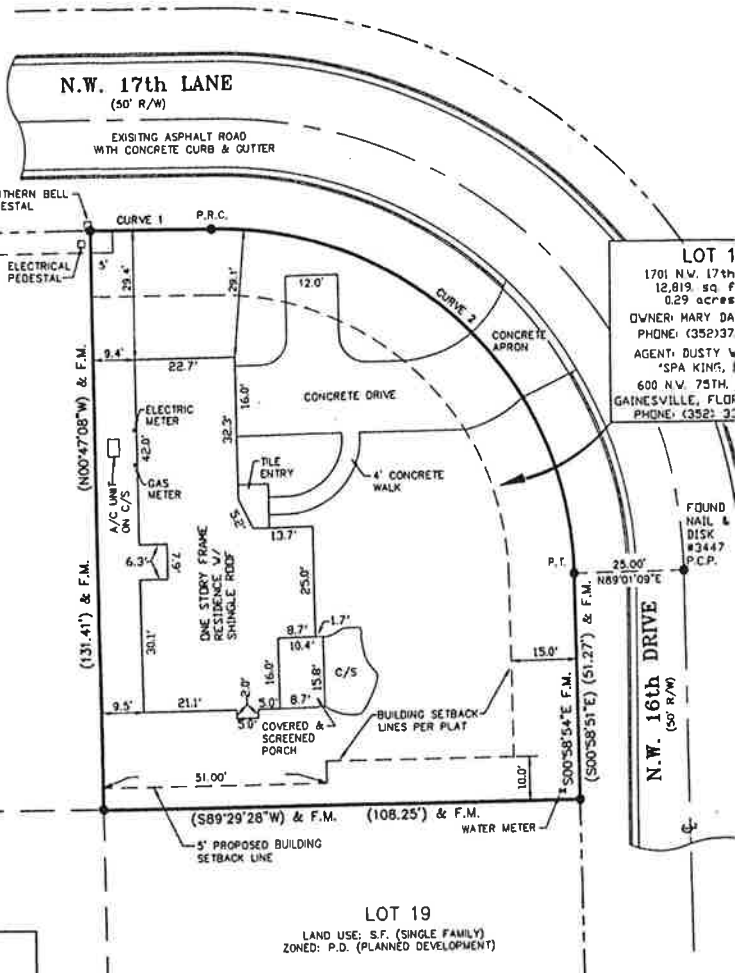 N.W. 17th LANE
(50' R/W)
EXISITNG ASPHALT ROAD
WITH CONCRETE CURB & GUTTER
THERN BELL
ESTAL
CURVE 1
P.R.C.
ELECTRICAL
PEDESTAL
5'
29.4'
29.1'
12.0'
CURVE 2
CONCRETE
APRON
LOT 1
1701 N.W. 17th
12,819 sq. f
0.29 acres
OWNER: MARY DA
PHONE: (352)37
AGENT: DUSTY W
"SPA KING,
600 N.W. 75TH.
GAINESVILLE, FLOR
PHONE: (352) 33
9.4'
22.7'
16.0'
32.3'
CONCRETE DRIVE
ELECTRIC
METER
42.0'
GAS
METER
A/C UNIT
ON C/S
TILE
ENTRY
4' CONCRETE
WALK
5.2'
13.7'
(N00°47'08"W) & F.M.
(131.41') & F.M.
6.3'
7.9'
ONE STORY FRAME
RESIDENCE W/
SHINGLE ROOF
25.0'
30.1'
8.7'
1.7'
10.4'
16.0'
15.8'
C/S
9.5'
21.1'
2.0'
5.0'
5.0'
8.7'
COVERED &
SCREENED
PORCH
BUILDING SETBACK
LINES PER PLAT
15.0'
P.T.
25.00'
N89°01'09"E
FOUND
NAIL &
DISK
#3447
P.C.P.
S00°58'54"E F.M.
(S00°58'51"E) (51.27') & F.M.
N.W. 16th DRIVE
(50' R/W)
51.00'
10.0'
(S89°29'28"W) & F.M.
(108.25') & F.M.
WATER METER
5' PROPOSED BUILDING
SETBACK LINE
LOT 19
LAND USE: S.F. (SINGLE FAMILY)
ZONED: P.D. (PLANNED DEVELOPMENT)